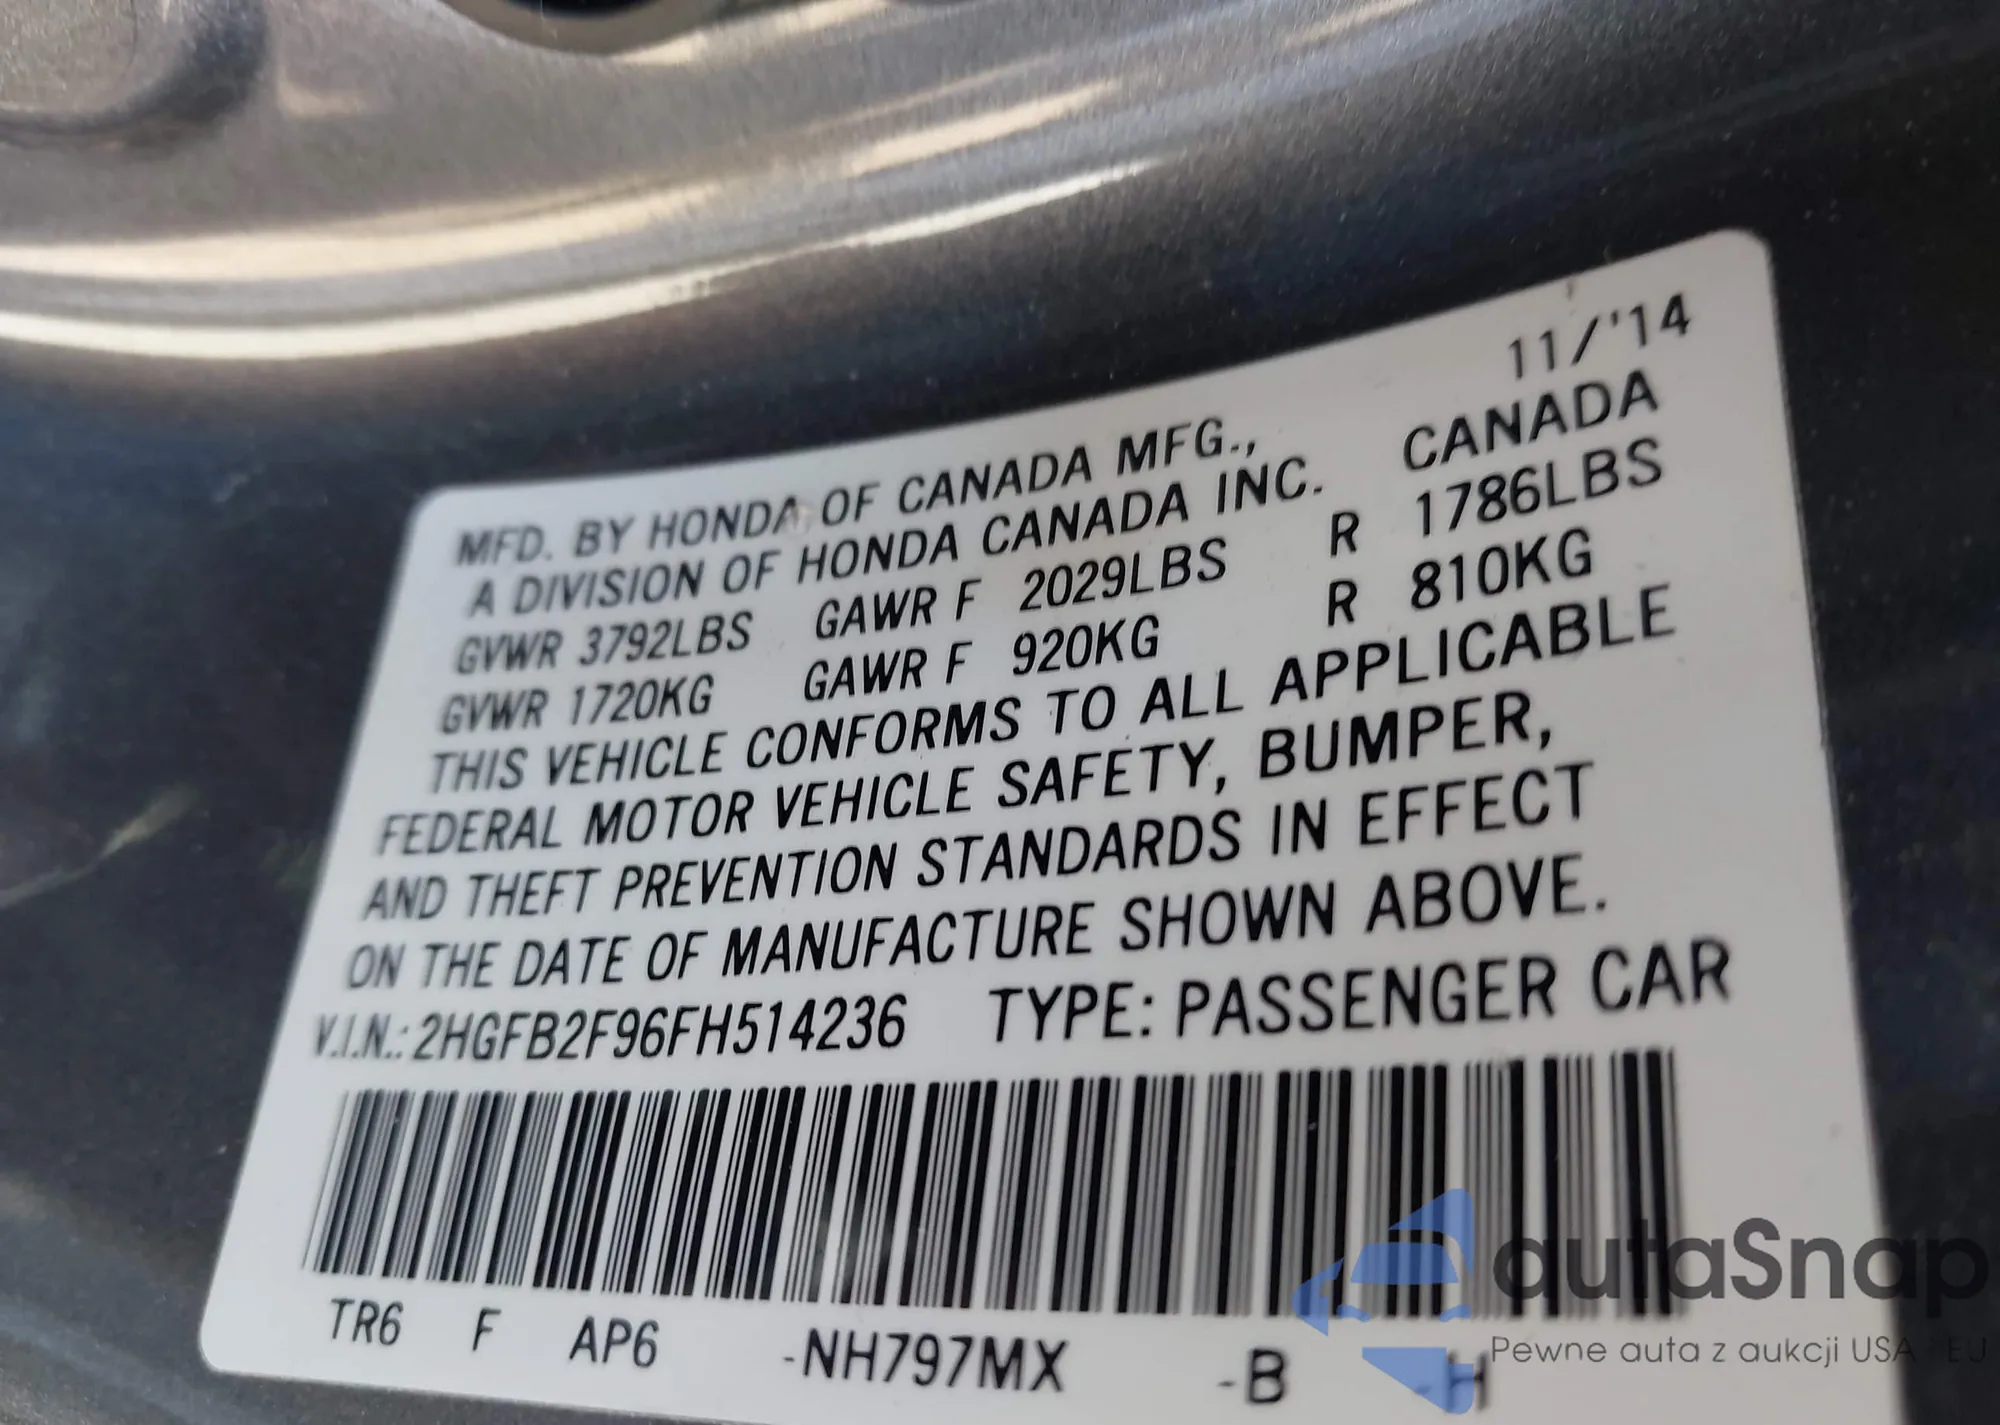 11/'14
MFD. BY HONDA OF CANADA MFG.,
A DIVISION OF HONDA CANADA INC. CANADA
GVWR 3792LBS GAWR F 2029LBS R 1786LBS
GVWR 1720KG GAWR F 920KG R 810KG
THIS VEHICLE CONFORMS TO ALL APPLICABLE
FEDERAL MOTOR VEHICLE SAFETY, BUMPER,
AND THEFT PREVENTION STANDARDS IN EFFECT
ON THE DATE OF MANUFACTURE SHOWN ABOVE.
V.I.N.: 2HGFB2F96FH514236 TYPE: PASSENGER CAR
TR6 F AP6 -NH797MX -B -H
autaSnap
Pewne auta z aukcji USA i EU